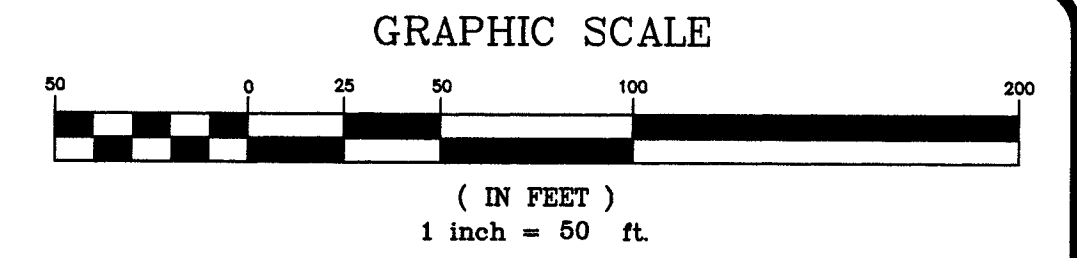 GRAPHIC SCALE
50 0 25 50 100 200
( IN FEET )
1 inch = 50 ft.